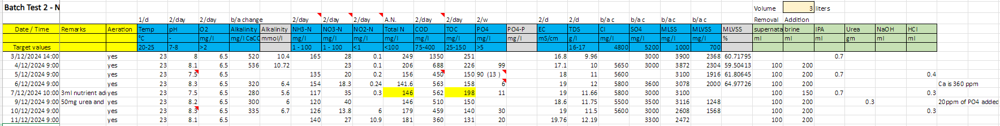 Batch Test 2 - N Volume 3 liters
1/d 2/day 2/day b/a change 2/day 2/day 2/day A.N. 2/day 2/day 2/w 2/d 2/d b/a c b/a c b/a c b/a c Removal Addition
Date / Time Remarks Aeration Temp pH O2 Alkalinity Alkalinity NH3-N NO3-N NO2-N Total N COD TOC PO4 PO4-P EC TDS Cl SO4 MLSS MLVSS MLVSS supernata brine IPA Urea NaOH HCl
°C - mg/l mg/l CaCC mmol/l mg/l mg/l mg/l mg/l mg/l mg/l mg/l mg/l mS/cm g/l mg/l mg/l mg/l mg/l % ml ml ml gm ml ml
Target values 20-25 7-8 >2 1 - 100 1 - 100 <1 <100 75-400 25-150 >5 16-17 4800 5200 1000 700
3/12/2024 14:00 yes 23 8 6.5 520 10.4 165 28 0.1 249 1350 251 16.8 9.96 3000 3900 2368 60.71795 0.7
4/12/2024 9:00 yes 23 8.1 6.5 536 10.72 23 0.1 206 688 226 99 17.1 10 5650 3000 3872 2304 59.50413 100 200
5/12/2024 9:00 yes 23 7.5 6.5 135 20 0.2 156 450 150 90 (13 ) 18 11 5600 3100 1916 61.80645 100 200 0.7 0.4
6/12/2024 9:00 yes 23 8.3 6.5 320 6.4 154 18.3 0.24 141.6 563 158 6 19 12 5800 3600 3078 2000 64.97726 100 200 Ca is 360 ppm
7/12/2024 10:00 3ml nutrient ad yes 23 7.5 6.5 280 5.6 117 35 0.3 146 562 198 11 19 11.66 5800 3000 3100 100 150 0.7 0.3
9/12/2024 9:00 50mg urea and yes 23 8.2 6.5 300 6 120 40 146 510 150 18.6 11.75 5500 3500 3116 1248 100 200 0.3 20ppm of PO4 added
10/12/2024 9:00 yes 23 8.3 6.5 335 6.7 126 13.8 6 179 459 140 30 19 11.5 5600 3000 2608 1568 100 200 0.3
11/12/2024 9:00 yes 23 8.1 6.5 140 27 10.9 181 360 131 20 19.76 12.19 3300 2472 100 200